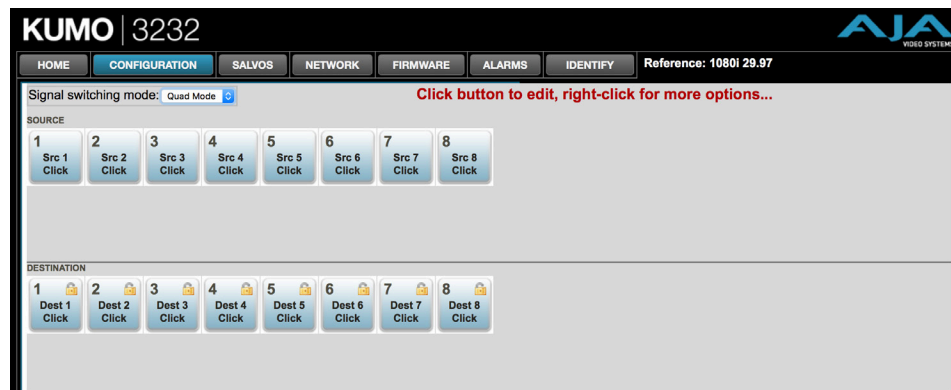 KUMO | 3232
AJA
VIDEO SYSTEMS
HOME CONFIGURATION SALVOS NETWORK FIRMWARE ALARMS IDENTIFY Reference: 1080i 29.97
Signal switching mode: Quad Mode Click button to edit, right-click for more options...
SOURCE
1 2 3 4 5 6 7 8
Src 1 Src 2 Src 3 Src 4 Src 5 Src 6 Src 7 Src 8
Click Click Click Click Click Click Click Click
DESTINATION
1 2 3 4 5 6 7 8
Dest 1 Dest 2 Dest 3 Dest 4 Dest 5 Dest 6 Dest 7 Dest 8
Click Click Click Click Click Click Click Click